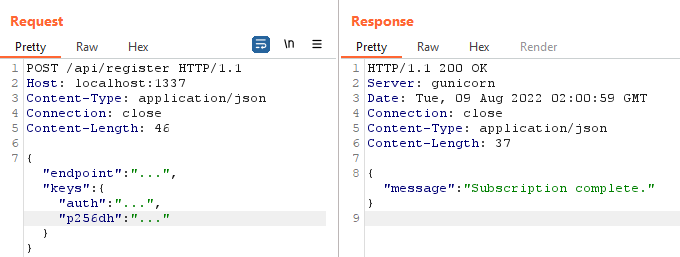 Request
Pretty Raw Hex \n
1 POST /api/register HTTP/1.1
2 Host: localhost:1337
3 Content-Type: application/json
4 Connection: close
5 Content-Length: 46
6
7 {
"endpoint":"...",
"keys":{
"auth":"...",
"p256dh":"..."
}
}
Response
Pretty Raw Hex Render
1 HTTP/1.1 200 OK
2 Server: gunicorn
3 Date: Tue, 09 Aug 2022 02:00:59 GMT
4 Connection: close
5 Content-Type: application/json
6 Content-Length: 37
7
8 {
"message":"Subscription complete."
}
9